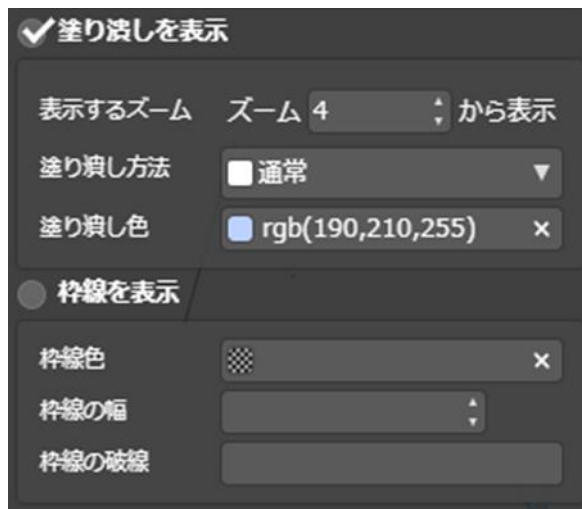 塗り潰しを表示
表示するズーム ズーム 4 から表示
塗り潰し方法 通常
塗り潰し色 rgb(190,210,255)
枠線を表示
枠線色
枠線の幅
枠線の破線